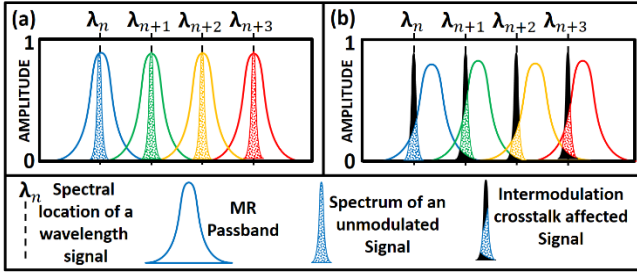 (a) λn λn+1 λn+2 λn+3
1
AMPLITUDE
0
(b) λn λn+1 λn+2 λn+3
1
AMPLITUDE
0
λn
Spectral
location of a
wavelength
signal
MR
Passband
Spectrum of an
unmodulated
Signal
Intermodulation
crosstalk affected
Signal